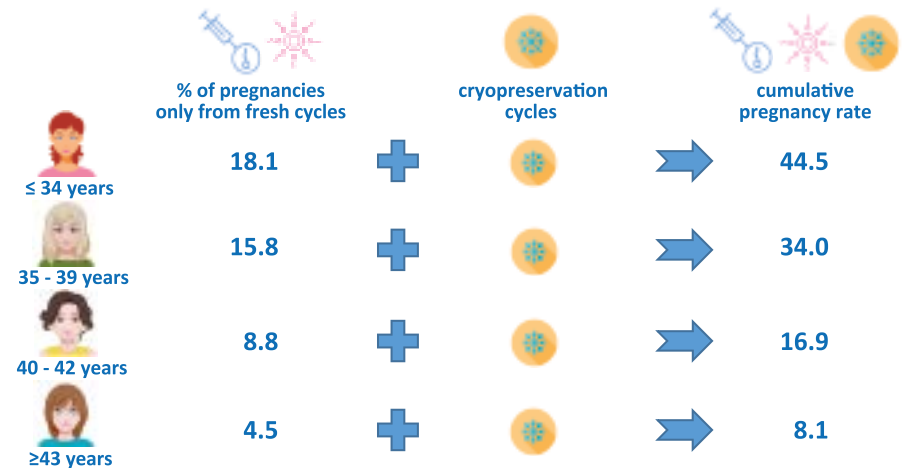 % of pregnancies
only from fresh cycles
cryopreservation
cycles
cumulative
pregnancy rate
18.1
44.5
≤ 34 years
15.8
34.0
35 - 39 years
8.8
16.9
40 - 42 years
4.5
8.1
≥43 years